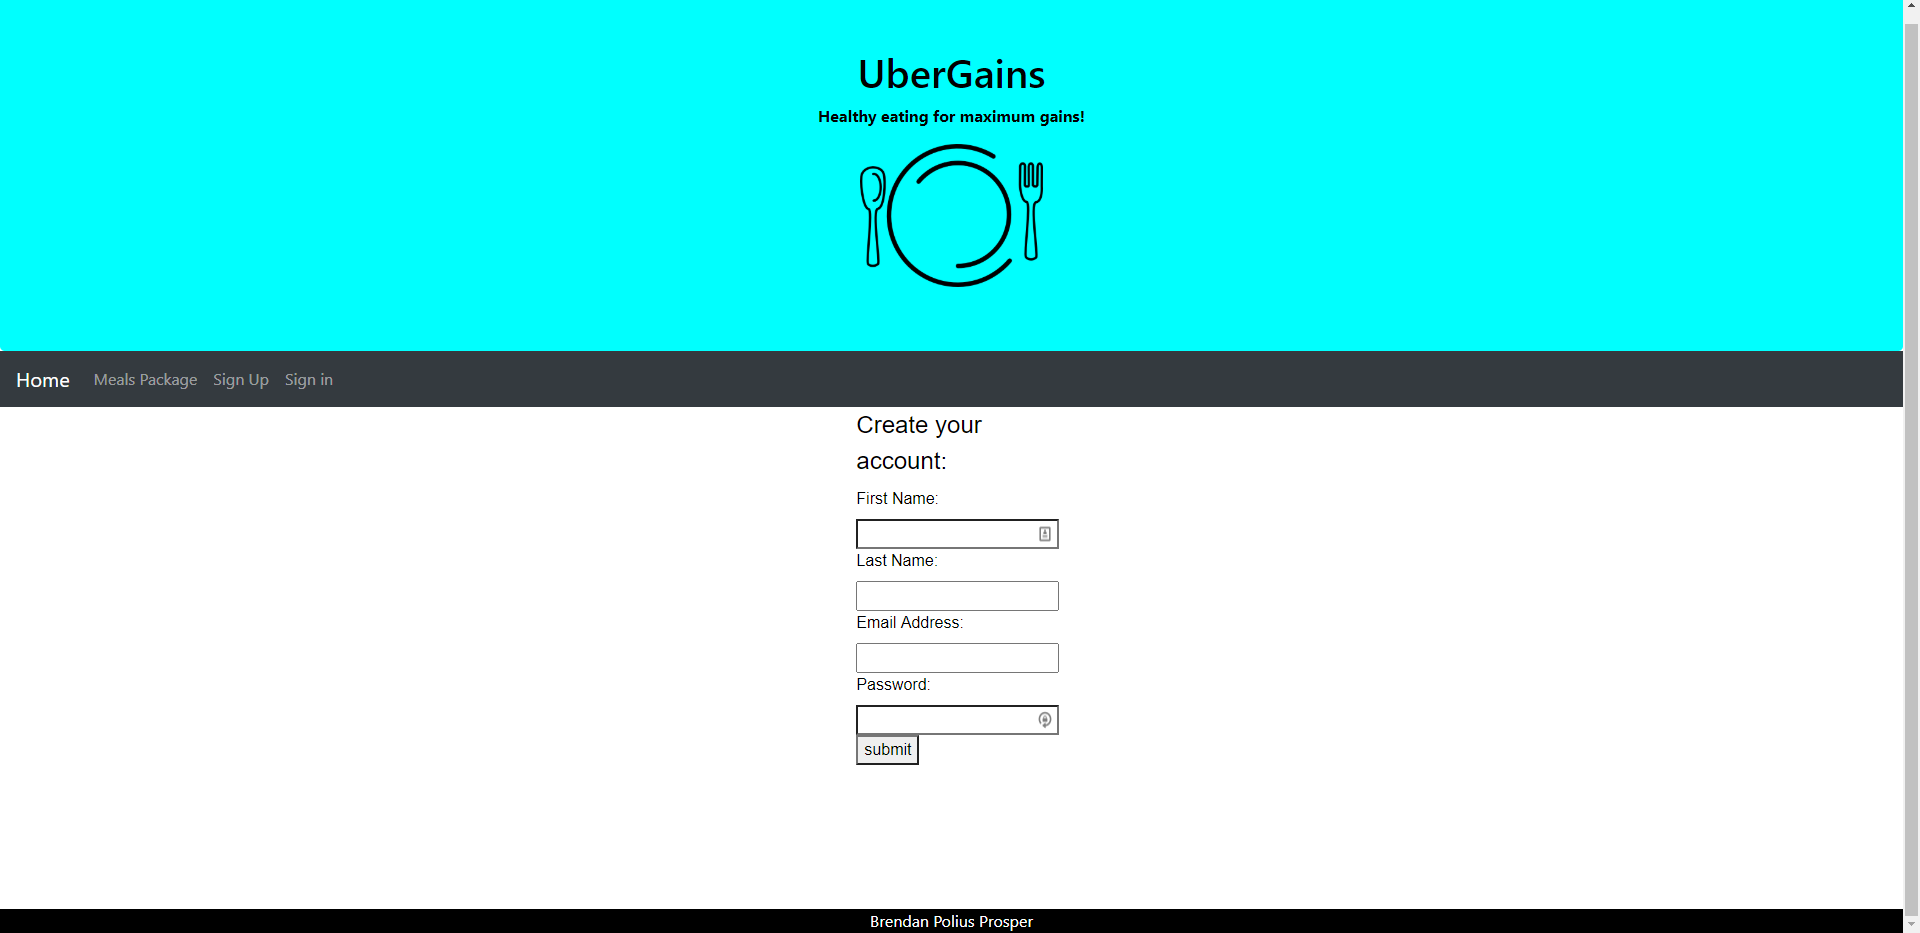 UberGains
Healthy eating for maximum gains!
Home Meals Package Sign Up Sign in
Create your
account:
First Name:
Last Name:
Email Address:
Password:
submit
Brendan Polius Prosper